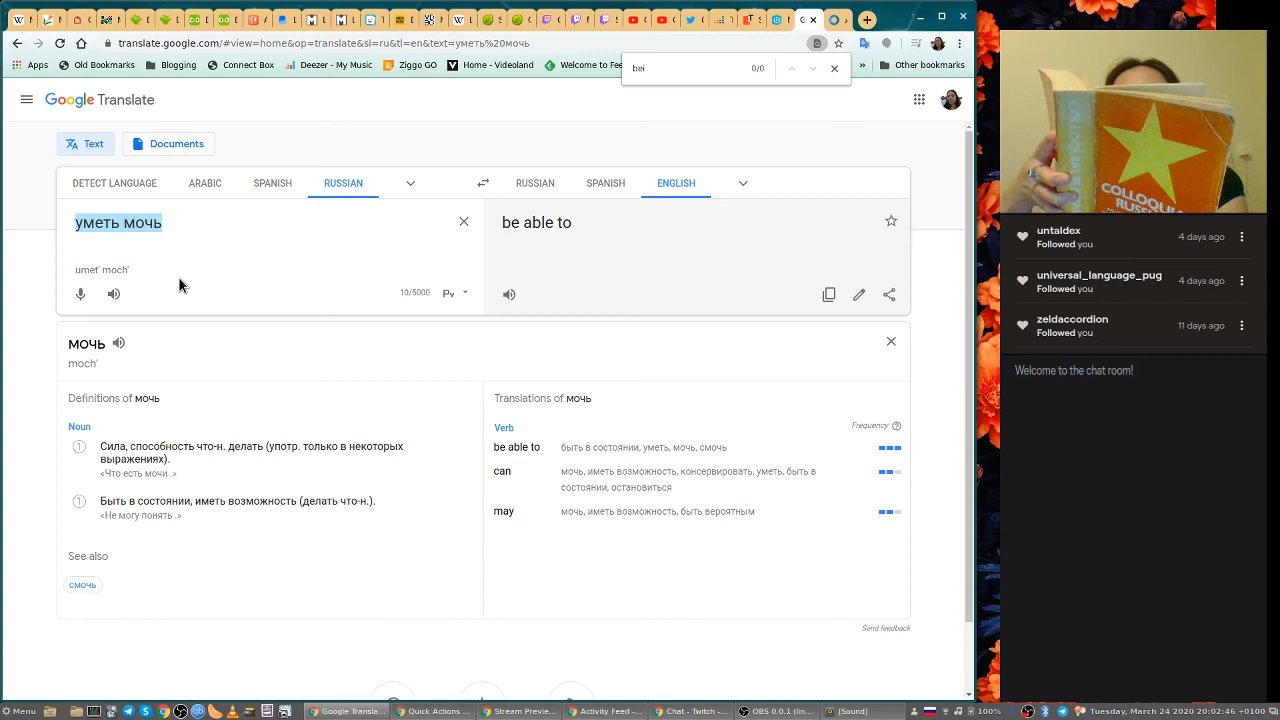 translate.google.com/#view=home&op=translate&sl=ru&tl=en&text=уметь%20мочь
Apps
Old Bookmarks
Blogging
Connect Box
Deezer - My Music
Ziggo GO
Home - Videoland
Welcome to Fee
Other bookmarks
bei
0/0
Google Translate
Text
Documents
DETECT LANGUAGE
ARABIC
SPANISH
RUSSIAN
RUSSIAN
SPANISH
ENGLISH
уметь мочь
be able to
umet' moch'
10/5000
мочь
moch'
Definitions of мочь
Noun
1 Сила, способность что-н. делать (употр. только в некоторых
выражениях).
«Что есть мочи .»
1 Быть в состоянии, иметь возможность (делать что-н.).
«Не могу понять .»
See also
смочь
Translations of мочь
Frequency
Verb
be able to быть в состоянии, уметь, мочь, смочь
can мочь, иметь возможность, консервировать, уметь, быть в
состоянии, остановиться
may мочь, иметь возможность, быть вероятным
Send feedback
COLLOQUI
RUSS
untaldex
Followed you
4 days ago
universal_language_pug
Followed you
4 days ago
zeldaccordion
Followed you
11 days ago
Welcome to the chat room!
Menu
Google Transla...
Quick Actions ...
Stream Previe...
Activity Feed -...
Chat - Twitch -...
OBS 0.0.1 (lin...
[Sound]
100%
Tuesday, March 24 2020 20:02:46 +0100